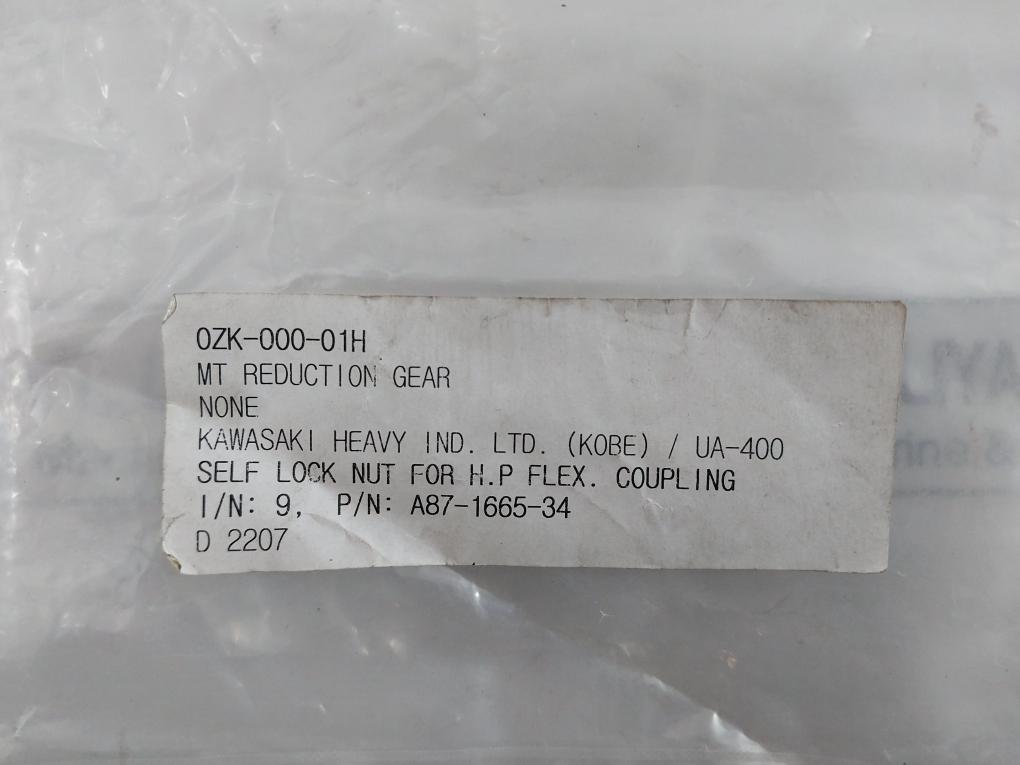 0ZK-000-01H
MT REDUCTION GEAR
NONE
KAWASAKI HEAVY IND. LTD. (KOBE) / UA-400
SELF LOCK NUT FOR H.P FLEX. COUPLING
I/N: 9, P/N: A87-1665-34
D 2207